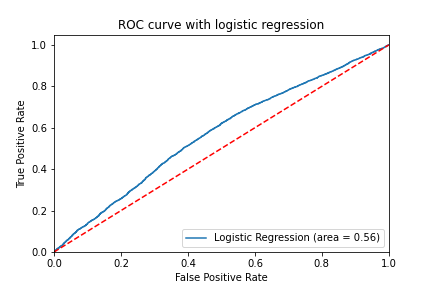 ROC curve with logistic regression
True Positive Rate
1.0
0.8
0.6
0.4
0.2
0.0
Logistic Regression (area = 0.56)
0.0 0.2 0.4 0.6 0.8 1.0
False Positive Rate